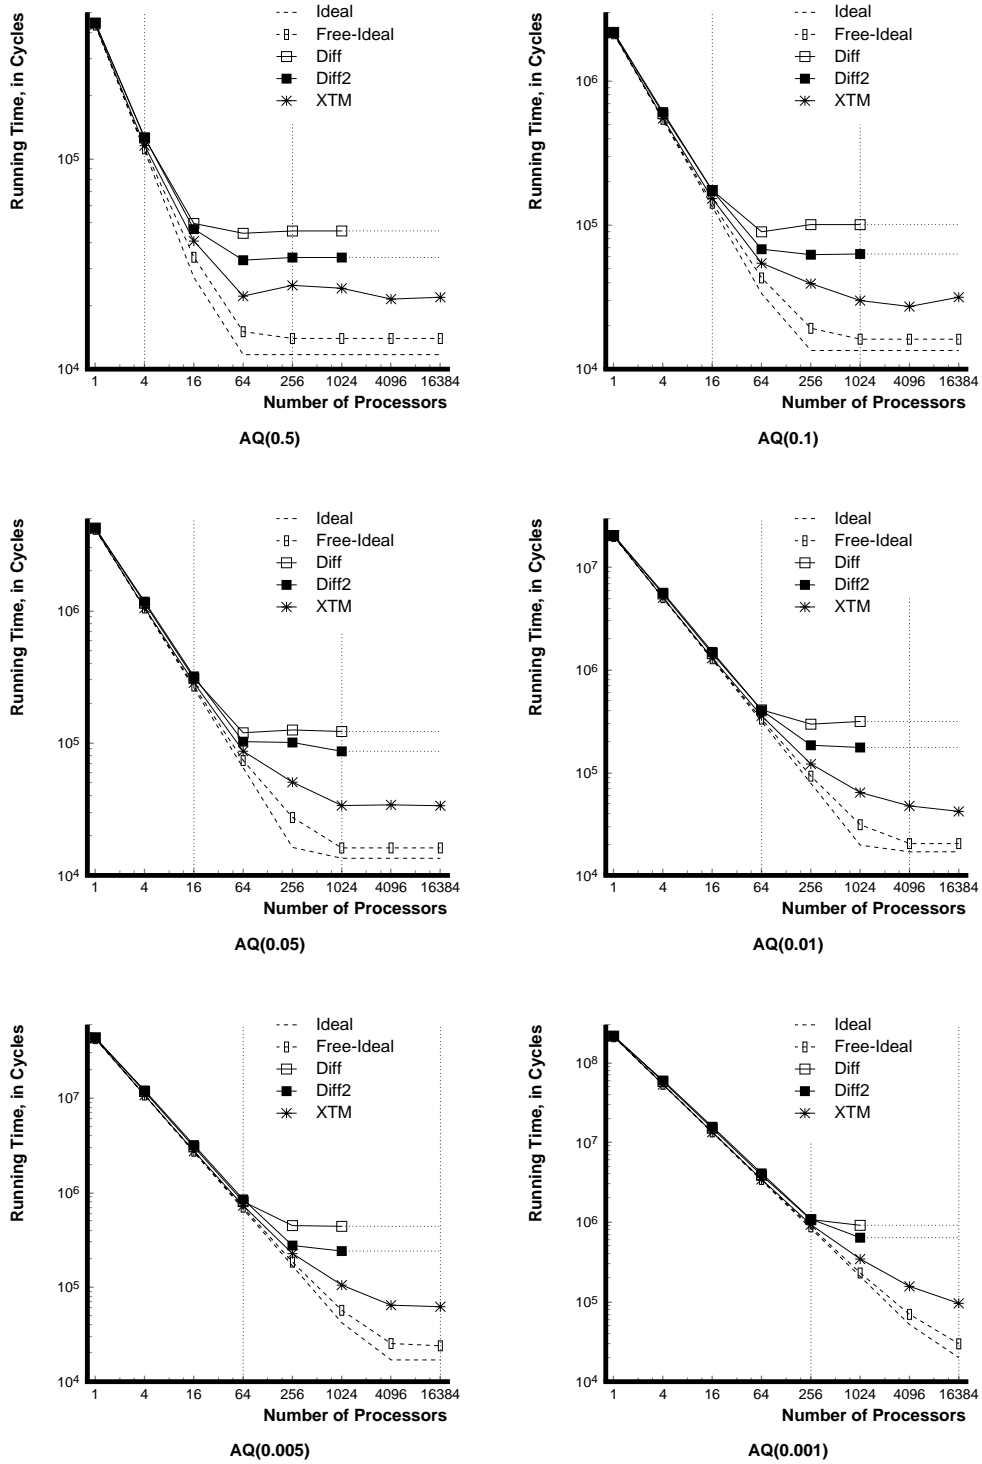 Running Time, in Cycles
Ideal
Free-Ideal
Diff
Diff2
XTM
10^5
10^4
1 4 16 64 256 1024 4096 16384
Number of Processors
AQ(0.5)
Running Time, in Cycles
Ideal
Free-Ideal
Diff
Diff2
XTM
10^6
10^5
10^4
1 4 16 64 256 1024 4096 16384
Number of Processors
AQ(0.1)
Running Time, in Cycles
Ideal
Free-Ideal
Diff
Diff2
XTM
10^6
10^5
10^4
1 4 16 64 256 1024 4096 16384
Number of Processors
AQ(0.05)
Running Time, in Cycles
Ideal
Free-Ideal
Diff
Diff2
XTM
10^7
10^6
10^5
10^4
1 4 16 64 256 1024 4096 16384
Number of Processors
AQ(0.01)
Running Time, in Cycles
Ideal
Free-Ideal
Diff
Diff2
XTM
10^7
10^6
10^5
10^4
1 4 16 64 256 1024 4096 16384
Number of Processors
AQ(0.005)
Running Time, in Cycles
Ideal
Free-Ideal
Diff
Diff2
XTM
10^8
10^7
10^6
10^5
10^4
1 4 16 64 256 1024 4096 16384
Number of Processors
AQ(0.001)